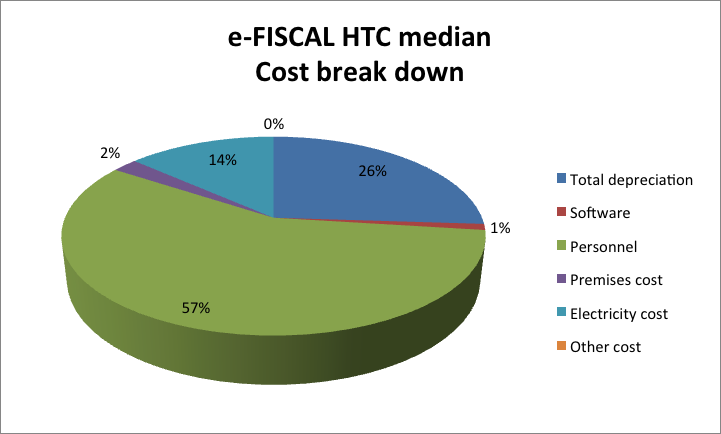 e-FISCAL HTC median
Cost break down
0%
2%
14%
26%
1%
57%
Total depreciation
Software
Personnel
Premises cost
Electricity cost
Other cost